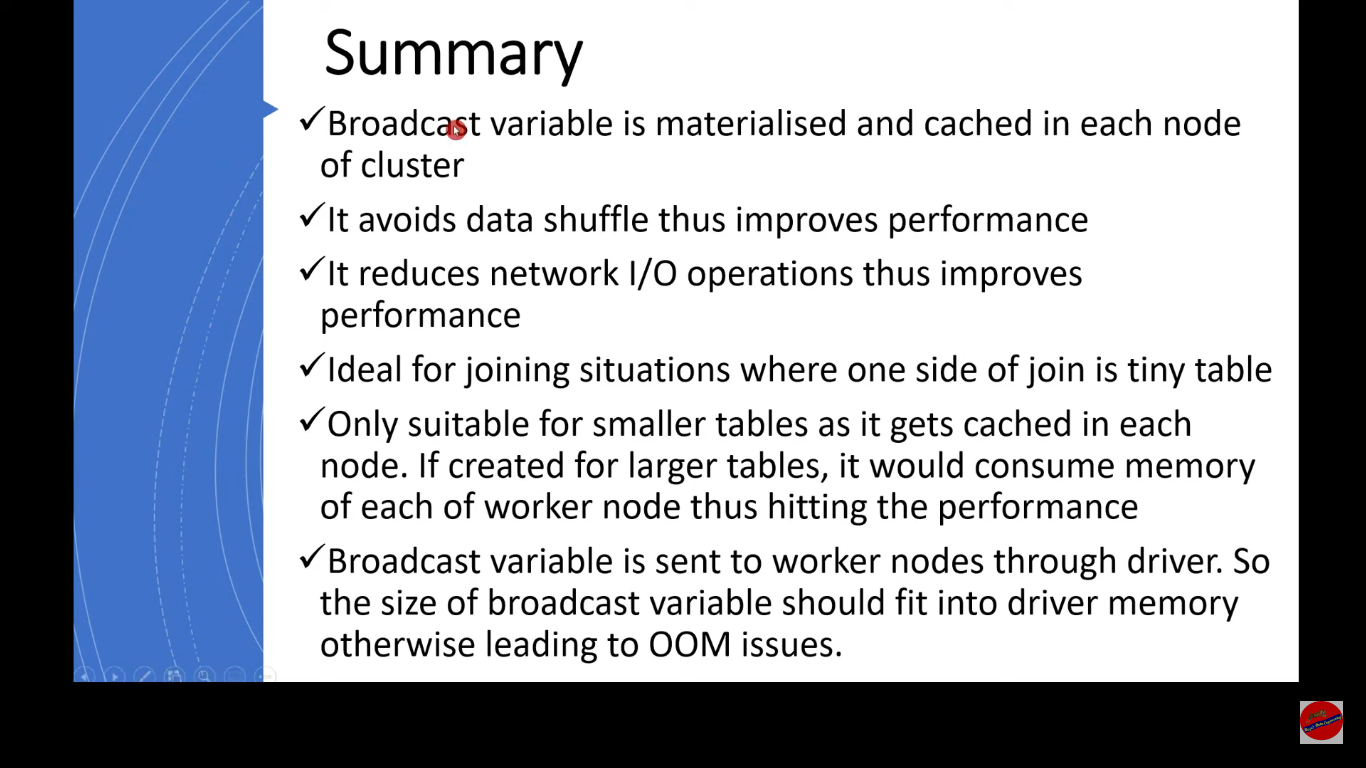 Summary
✓Broadcast variable is materialised and cached in each node
of cluster
✓It avoids data shuffle thus improves performance
✓It reduces network I/O operations thus improves
performance
✓Ideal for joining situations where one side of join is tiny table
✓Only suitable for smaller tables as it gets cached in each
node. If created for larger tables, it would consume memory
of each of worker node thus hitting the performance
✓Broadcast variable is sent to worker nodes through driver. So
the size of broadcast variable should fit into driver memory
otherwise leading to OOM issues.